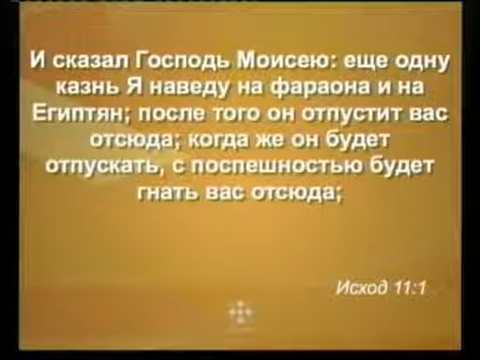 И сказал Господь Моисею: еще одну
казнь Я наведу на фараона и на
Египтян; после того он отпустит вас
отсюда; когда же он будет
отпускать, с поспешностью будет
гнать вас отсюда;
Исход 11:1